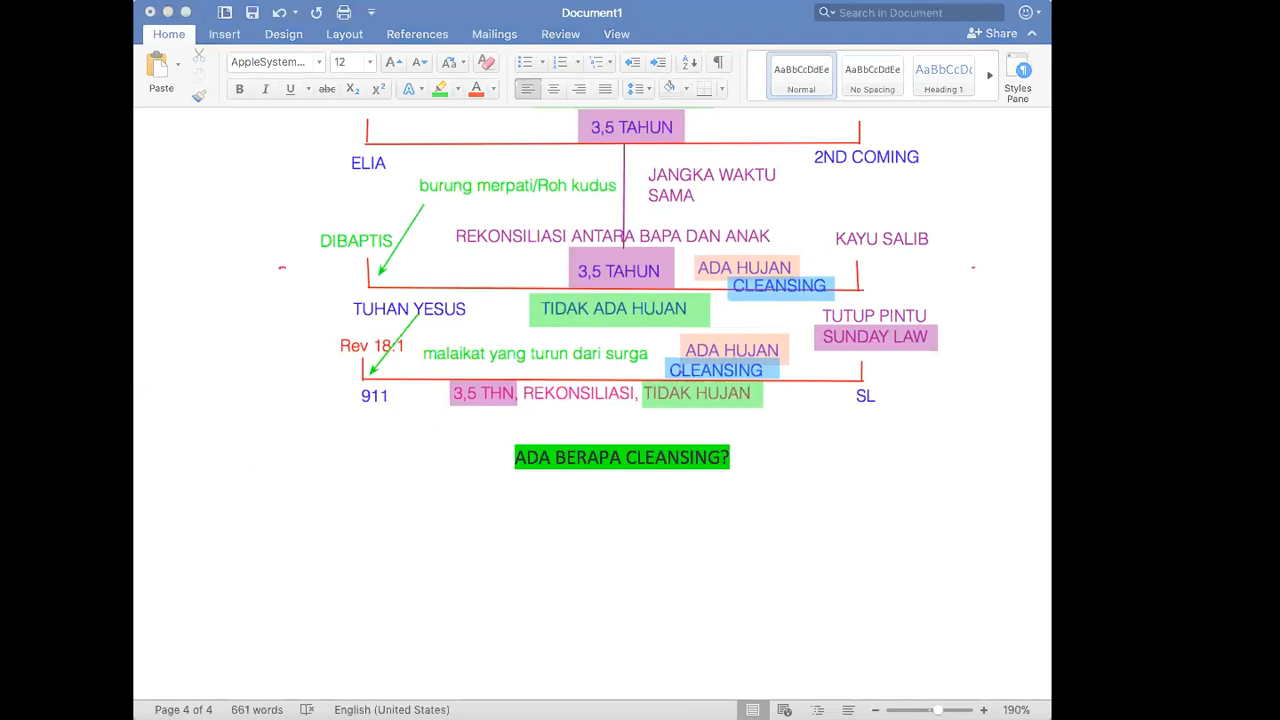 Document1
Search in Document
Home Insert Design Layout References Mailings Review View
Share
Paste
AppleSystem...
12
AaBbCcDdEe
Normal
AaBbCcDdEe
No Spacing
AaBbCcDc
Heading 1
Styles
Pane
3,5 TAHUN
ELIA
2ND COMING
burung merpati/Roh kudus
JANGKA WAKTU
SAMA
DIBAPTIS
REKONSILIASI ANTARA BAPA DAN ANAK
KAYU SALIB
3,5 TAHUN
ADA HUJAN
CLEANSING
TUHAN YESUS
TIDAK ADA HUJAN
TUTUP PINTU
SUNDAY LAW
Rev 18:1
malaikat yang turun dari surga
ADA HUJAN
CLEANSING
911
3,5 THN, REKONSILIASI, TIDAK HUJAN
SL
ADA BERAPA CLEANSING?
Page 4 of 4
661 words
English (United States)
190%